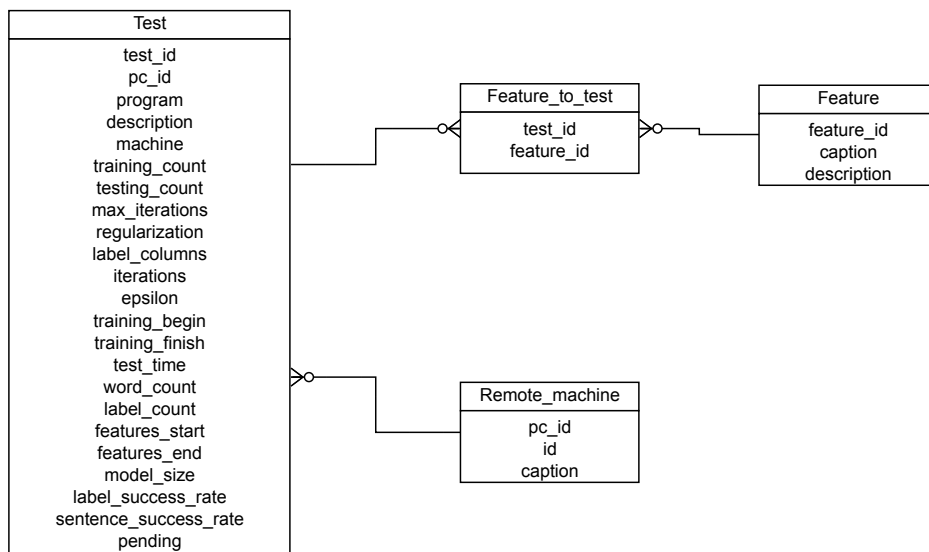 Test
test_id
pc_id
program
description
machine
training_count
testing_count
max_iterations
regularization
label_columns
iterations
epsilon
training_begin
training_finish
test_time
word_count
label_count
features_start
features_end
model_size
label_success_rate
sentence_success_rate
pending
Feature_to_test
test_id
feature_id
Feature
feature_id
caption
description
Remote_machine
pc_id
id
caption